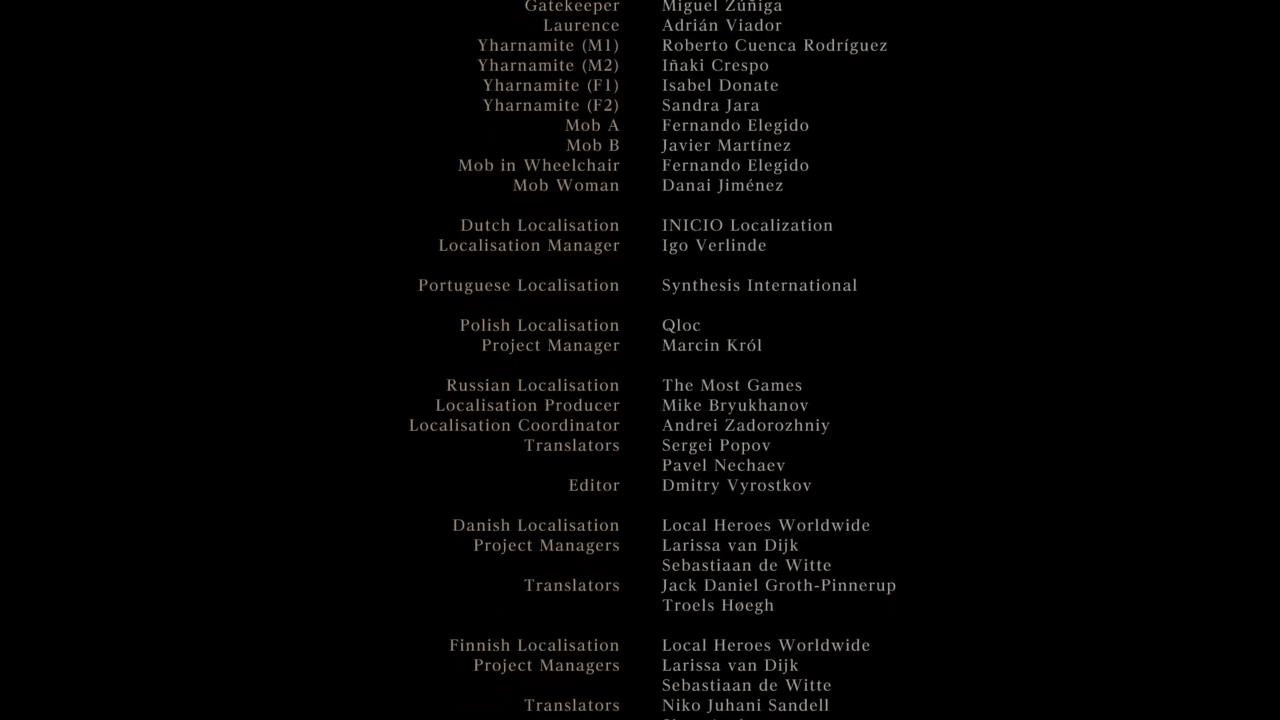 Gatekeeper Miguel Zúñiga
Laurence Adrián Viador
Yharnamite (M1) Roberto Cuenca Rodríguez
Yharnamite (M2) Iñaki Crespo
Yharnamite (F1) Isabel Donate
Yharnamite (F2) Sandra Jara
Mob A Fernando Elegido
Mob B Javier Martínez
Mob in Wheelchair Fernando Elegido
Mob Woman Danai Jiménez
Dutch Localisation INICIO Localization
Localisation Manager Igo Verlinde
Portuguese Localisation Synthesis International
Polish Localisation Qloc
Project Manager Marcin Król
Russian Localisation The Most Games
Localisation Producer Mike Bryukhanov
Localisation Coordinator Andrei Zadorozhniy
Translators Sergei Popov
Pavel Nechaev
Editor Dmitry Vyrostkov
Danish Localisation Local Heroes Worldwide
Project Managers Larissa van Dijk
Sebastiaan de Witte
Translators Jack Daniel Groth-Pinnerup
Troels Høegh
Finnish Localisation Local Heroes Worldwide
Project Managers Larissa van Dijk
Sebastiaan de Witte
Translators Niko Juhani Sandell